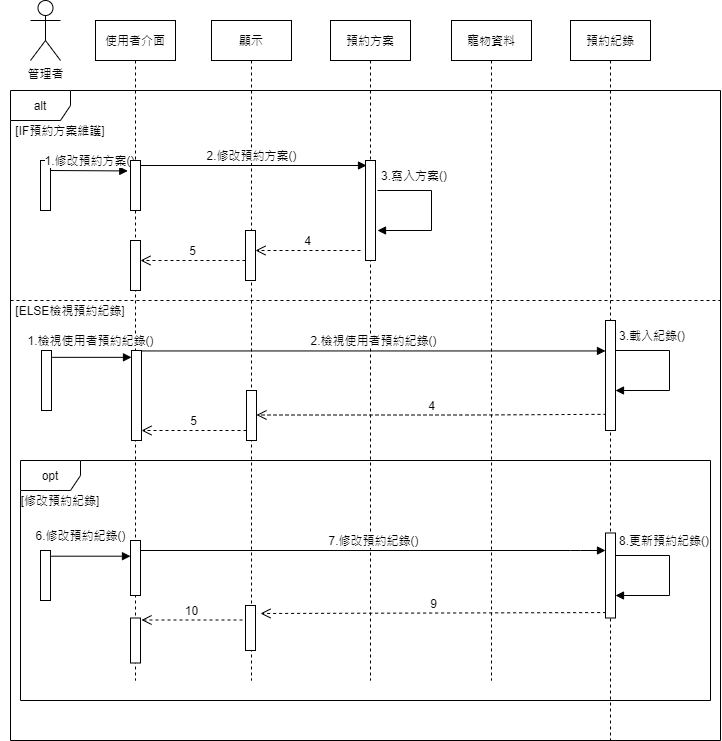 管理者
使用者介面
顯示
預約方案
寵物資料
預約紀錄
alt
[IF預約方案維護]
1.修改預約方案()
2.修改預約方案()
3.寫入方案()
4
5
[ELSE檢視預約紀錄]
1.檢視使用者預約紀錄()
2.檢視使用者預約紀錄()
3.載入紀錄()
4
5
opt
[修改預約紀錄]
6.修改預約紀錄()
7.修改預約紀錄()
8.更新預約紀錄()
9
10